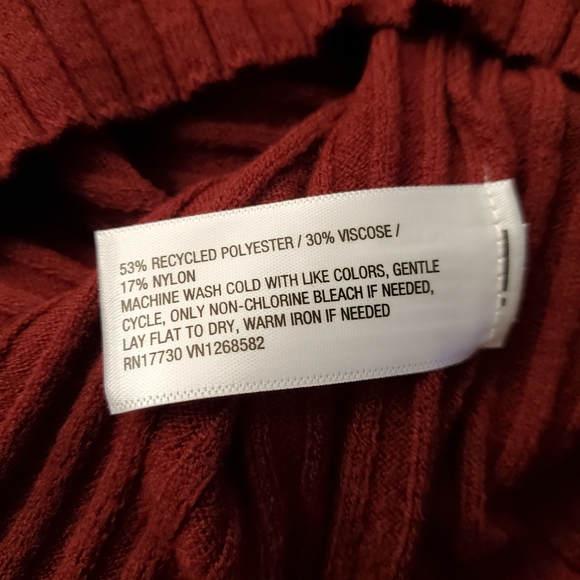 53% RECYCLED POLYESTER / 30% VISCOSE /
17% NYLON
MACHINE WASH COLD WITH LIKE COLORS, GENTLE
CYCLE, ONLY NON-CHLORINE BLEACH IF NEEDED,
LAY FLAT TO DRY, WARM IRON IF NEEDED
RN17730 VN1268582